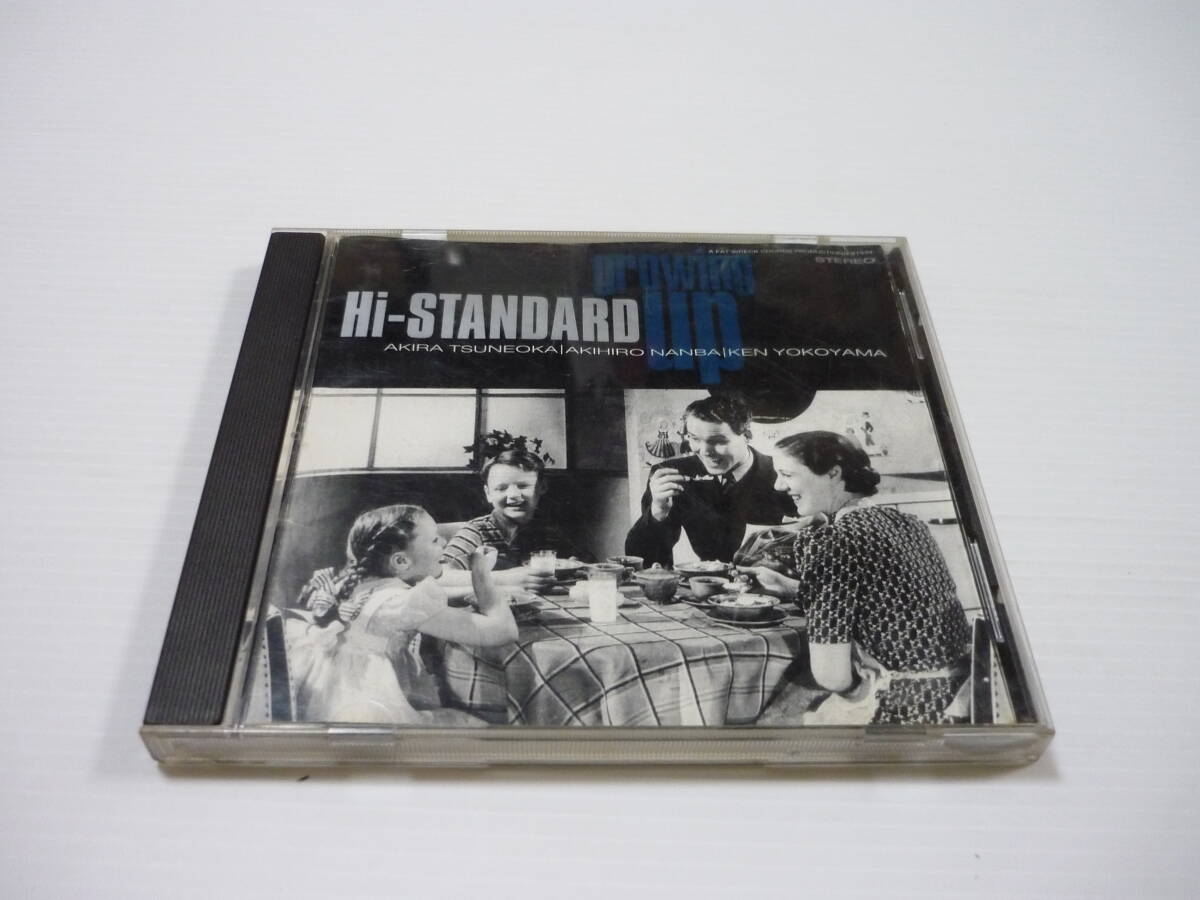 A FAT WRECK CHORDS PRODUCTION
STEREO
growing
up
Hi-STANDARD
AKIRA TSUNEOKA|AKIHIRO NANBA|KEN YOKOYAMA